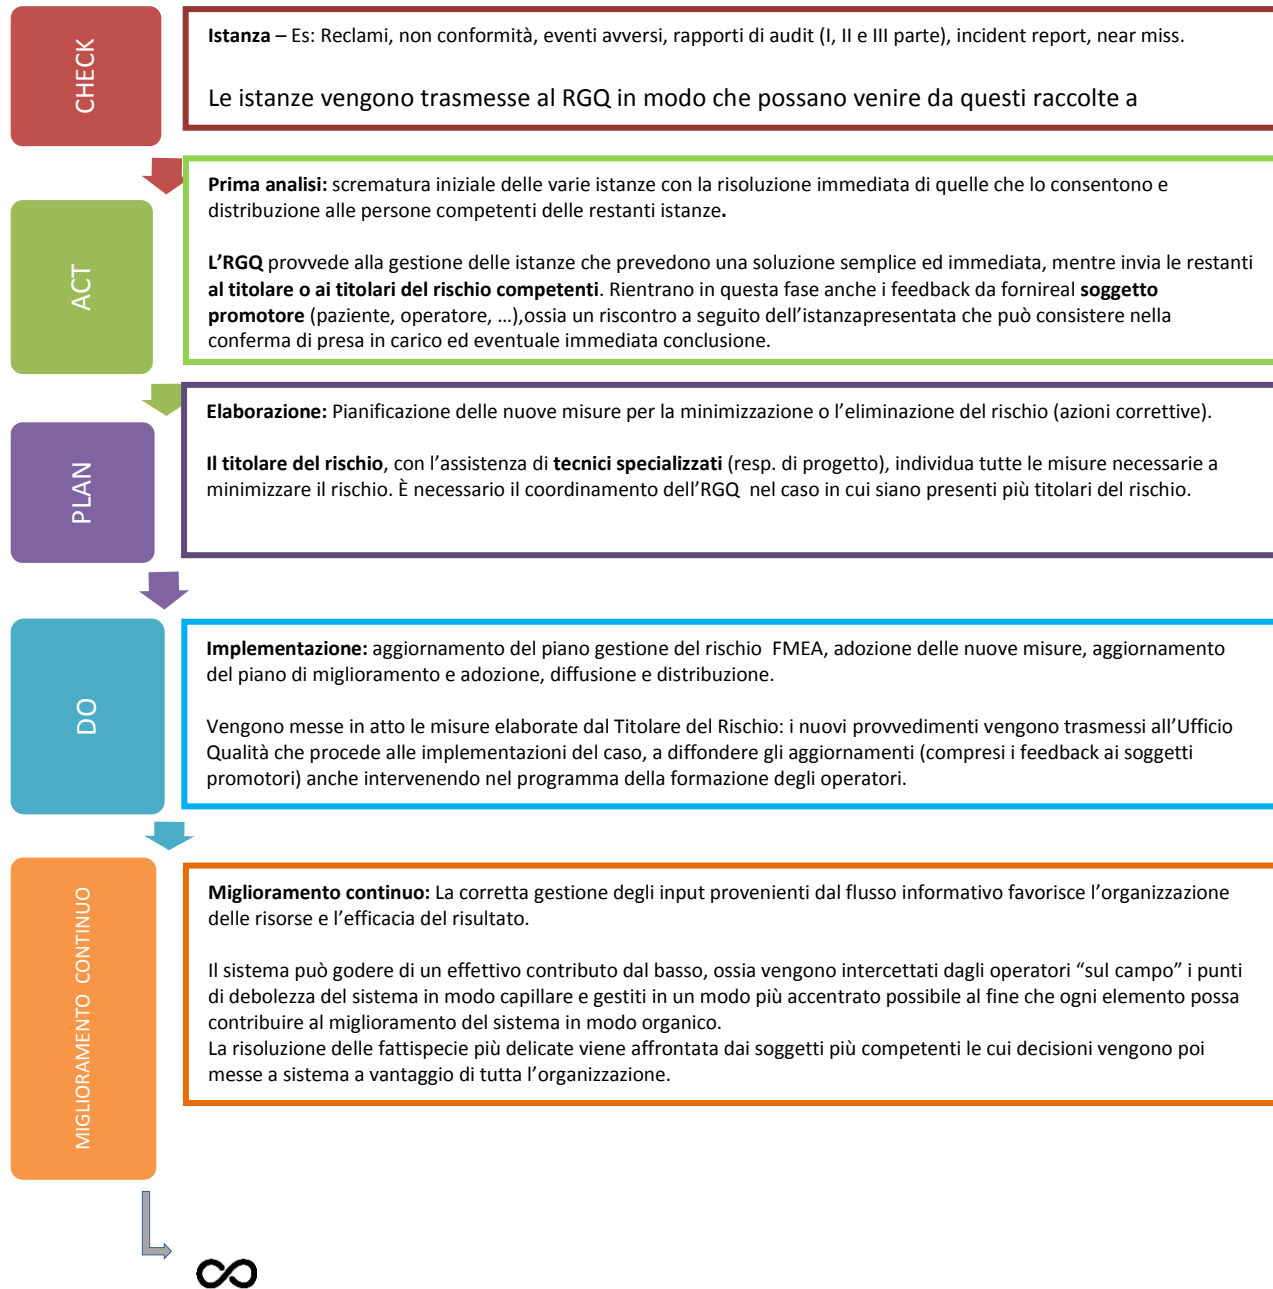 CHECK
Istanza – Es: Reclami, non conformità, eventi avversi, rapporti di audit (I, II e III parte), incident report, near miss.
Le istanze vengono trasmesse al RGQ in modo che possano venire da questi raccolte a
ACT
Prima analisi: scrematura iniziale delle varie istanze con la risoluzione immediata di quelle che lo consentono e
distribuzione alle persone competenti delle restanti istanze.
L’RGQ provvede alla gestione delle istanze che prevedono una soluzione semplice ed immediata, mentre invia le restanti
al titolare o ai titolari del rischio competenti. Rientrano in questa fase anche i feedback da fornireal soggetto
promotore (paziente, operatore, …),ossia un riscontro a seguito dell’istanzapresentata che può consistere nella
conferma di presa in carico ed eventuale immediata conclusione.
PLAN
Elaborazione: Pianificazione delle nuove misure per la minimizzazione o l’eliminazione del rischio (azioni correttive).
Il titolare del rischio, con l’assistenza di tecnici specializzati (resp. di progetto), individua tutte le misure necessarie a
minimizzare il rischio. È necessario il coordinamento dell’RGQ nel caso in cui siano presenti più titolari del rischio.
DO
Implementazione: aggiornamento del piano gestione del rischio FMEA, adozione delle nuove misure, aggiornamento
del piano di miglioramento e adozione, diffusione e distribuzione.
Vengono messe in atto le misure elaborate dal Titolare del Rischio: i nuovi provvedimenti vengono trasmessi all’Ufficio
Qualità che procede alle implementazioni del caso, a diffondere gli aggiornamenti (compresi i feedback ai soggetti
promotori) anche intervenendo nel programma della formazione degli operatori.
MIGLIORAMENTO CONTINUO
Miglioramento continuo: La corretta gestione degli input provenienti dal flusso informativo favorisce l’organizzazione
delle risorse e l’efficacia del risultato.
Il sistema può godere di un effettivo contributo dal basso, ossia vengono intercettati dagli operatori “sul campo” i punti
di debolezza del sistema in modo capillare e gestiti in un modo più accentrato possibile al fine che ogni elemento possa
contribuire al miglioramento del sistema in modo organico.
La risoluzione delle fattispecie più delicate viene affrontata dai soggetti più competenti le cui decisioni vengono poi
messe a sistema a vantaggio di tutta l’organizzazione.
∞